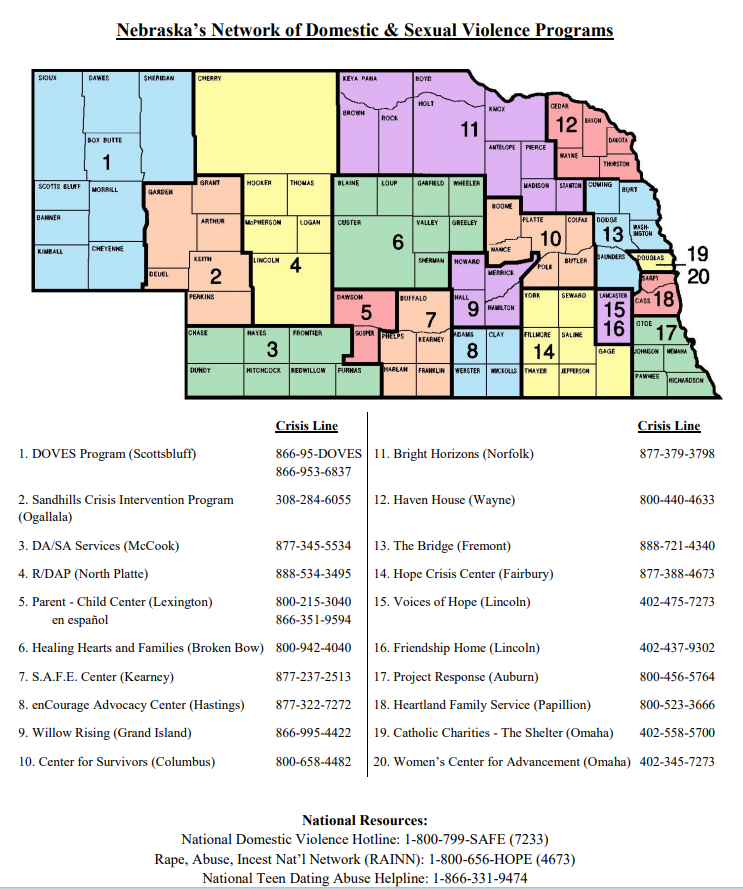 Nebraska's Network of Domestic & Sexual Violence Programs
SIOUX
DAWES
SHERIDAN
CHERRY
KEYA PAHA
BOYD
BROWN
ROCK
HOLT
KNOX
CEDAR
DIXON
DAKOTA
BOX BUTTE
1
11
12
ANTELOPE
PIERCE
WAYNE
THURSTON
SCOTTS BLUFF
MORRILL
GARDEN
GRANT
HOOKER
THOMAS
BLAINE
LOUP
GARFIELD
WHEELER
MADISON
STANTON
CUMING
BURT
BANNER
ARTHUR
McPHERSON
LOGAN
CUSTER
VALLEY
GREELEY
BOONE
PLATTE
COLFAX
DODGE
WASH-
INGTON
6
10
13
KIMBALL
CHEYENNE
DEUEL
KEITH
2
LINCOLN
4
SHERMAN
HOWARD
NANCE
MERRICK
POLK
BUTLER
SAUNDERS
DOUGLAS
19
20
SARPY
PERKINS
DAWSON
5
BUFFALO
7
HALL
9
HAMILTON
YORK
SEWARD
LANCASTER
15
16
CASS
18
CHASE
HAYES
FRONTIER
3
GOSPER
PHELPS
KEARNEY
ADAMS
CLAY
8
FILLMORE
SALINE
14
GAGE
OTOE
17
JOHNSON
NEMAHA
DUNDY
HITCHCOCK
REDWILLOW
FURNAS
HARLAN
FRANKLIN
WEBSTER
NUCKOLLS
THAYER
JEFFERSON
PAWNEE
RICHARDSON
Crisis Line
1. DOVES Program (Scottsbluff) 866-95-DOVES
866-953-6837
2. Sandhills Crisis Intervention Program 308-284-6055
(Ogallala)
3. DA/SA Services (McCook) 877-345-5534
4. R/DAP (North Platte) 888-534-3495
5. Parent - Child Center (Lexington) 800-215-3040
en español 866-351-9594
6. Healing Hearts and Families (Broken Bow) 800-942-4040
7. S.A.F.E. Center (Kearney) 877-237-2513
8. enCourage Advocacy Center (Hastings) 877-322-7272
9. Willow Rising (Grand Island) 866-995-4422
10. Center for Survivors (Columbus) 800-658-4482
Crisis Line
11. Bright Horizons (Norfolk) 877-379-3798
12. Haven House (Wayne) 800-440-4633
13. The Bridge (Fremont) 888-721-4340
14. Hope Crisis Center (Fairbury) 877-388-4673
15. Voices of Hope (Lincoln) 402-475-7273
16. Friendship Home (Lincoln) 402-437-9302
17. Project Response (Auburn) 800-456-5764
18. Heartland Family Service (Papillion) 800-523-3666
19. Catholic Charities - The Shelter (Omaha) 402-558-5700
20. Women's Center for Advancement (Omaha) 402-345-7273
National Resources:
National Domestic Violence Hotline: 1-800-799-SAFE (7233)
Rape, Abuse, Incest Nat'l Network (RAINN): 1-800-656-HOPE (4673)
National Teen Dating Abuse Helpline: 1-866-331-9474